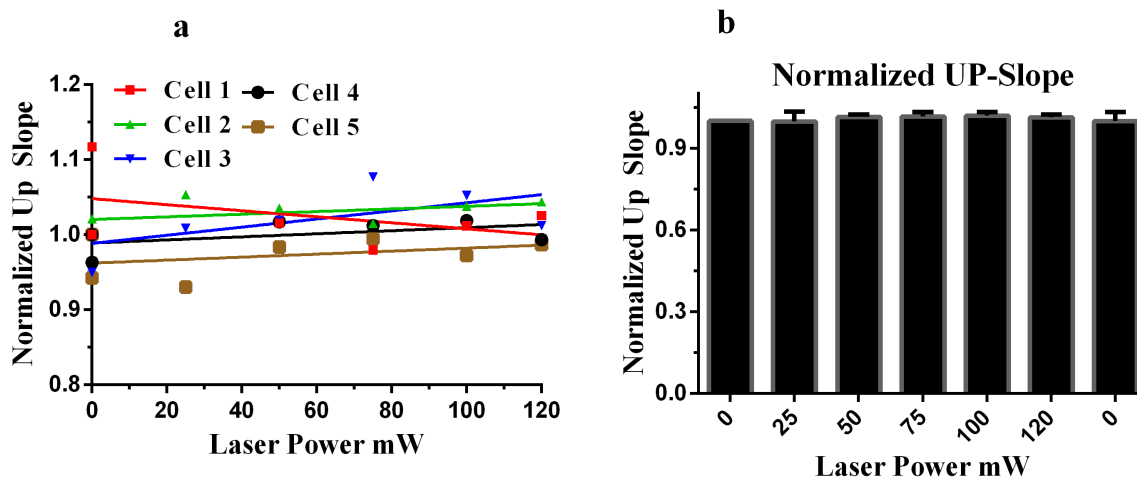 a
1.2
1.1
1.0
0.9
0.8
Normalized Up Slope
Cell 1
Cell 2
Cell 3
Cell 4
Cell 5
0
20
40
60
80
100
120
Laser Power mW
b
Normalized UP-Slope
0.9
0.6
0.3
0.0
Normalized Up Slope
0
25
50
75
100
120
0
Laser Power mW